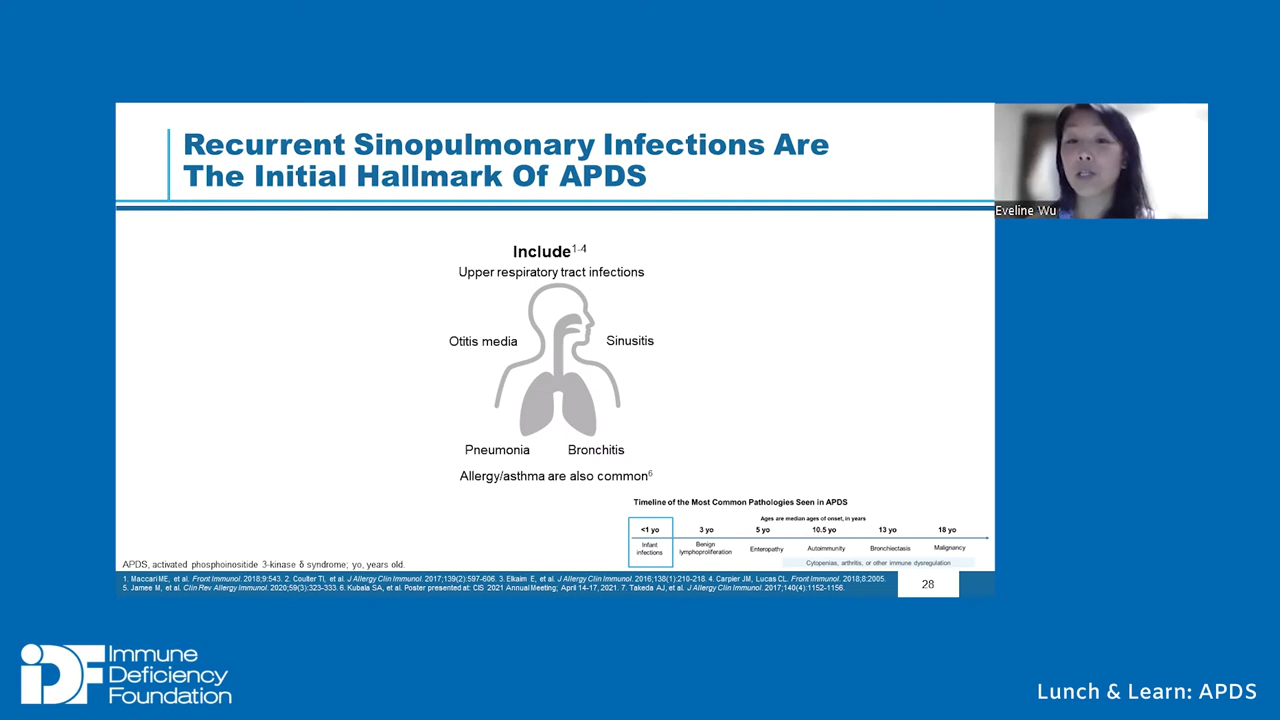 Recurrent Sinopulmonary Infections Are
The Initial Hallmark Of APDS
Eveline Wu
Include1-4
Upper respiratory tract infections
Otitis media
Sinusitis
Pneumonia
Bronchitis
Allergy/asthma are also common6
Timeline of the Most Common Pathologies Seen in APDS
Ages are median ages of onset, in years
<1 yo 3 yo 5 yo 10.5 yo 13 yo 18 yo
Infant infections
Benign lymphoproliferation
Enteropathy
Autoimmunity
Bronchiectasis
Malignancy
Cytopenias, arthritis, or other immune dysregulation
APDS, activated phosphoinositide 3-kinase δ syndrome; yo, years old.
1. Maccari ME, et al. Front Immunol. 2018;9:543. 2. Coulter TI, et al. J Allergy Clin Immunol. 2017;139(2):597-606. 3. Elkaim E, et al. J Allergy Clin Immunol. 2016;138(1):210-218. 4. Carpier JM, Lucas CL. Front Immunol. 2018;8:2005.
5. Jamee M, et al. Clin Rev Allergy Immunol. 2020;59(3):323-333. 6. Kubala SA, et al. Poster presented at: CIS 2021 Annual Meeting; April 14-17, 2021. 7. Takeda AJ, et al. J Allergy Clin Immunol. 2017;140(4):1152-1156.
28
IDF
Immune
Deficiency
Foundation
Lunch & Learn: APDS